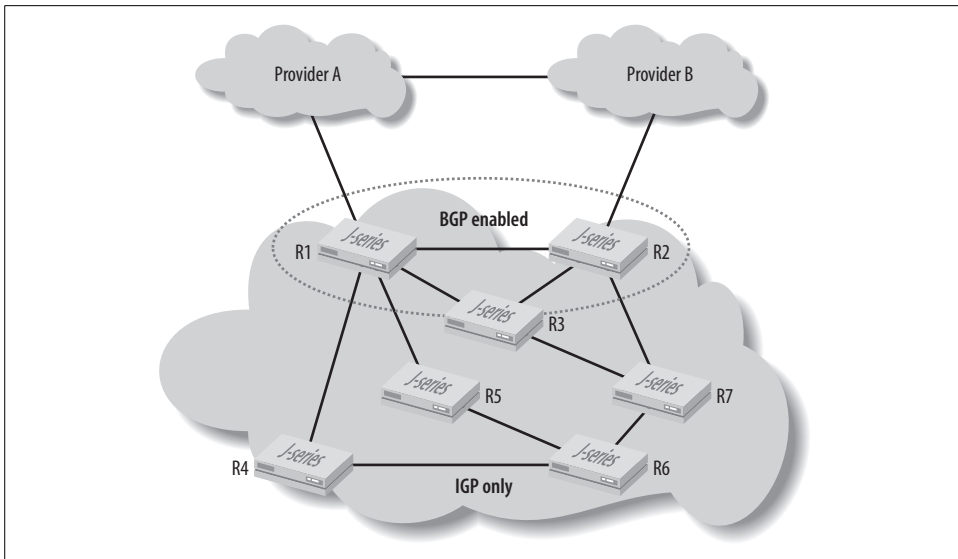 Provider A
Provider B
BGP enabled
J-series
R1
J-series
R2
J-series
R3
J-series
R5
J-series
R7
J-series
R4
J-series
R6
IGP only